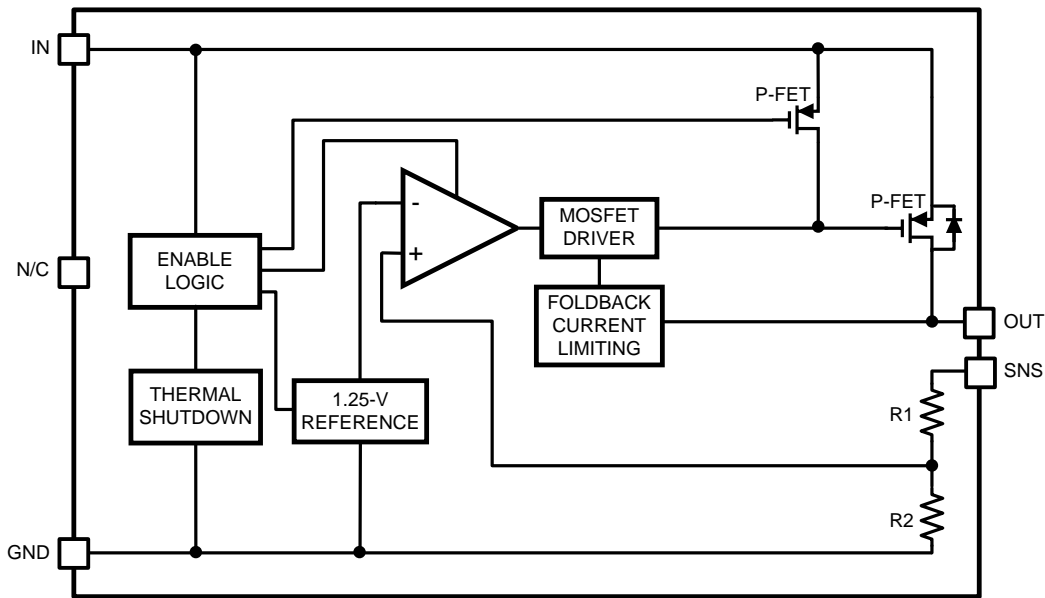 IN
P-FET
P-FET
-
+
MOSFET
DRIVER
N/C
ENABLE
LOGIC
FOLDBACK
CURRENT
LIMITING
OUT
SNS
THERMAL
SHUTDOWN
1.25-V
REFERENCE
R1
R2
GND